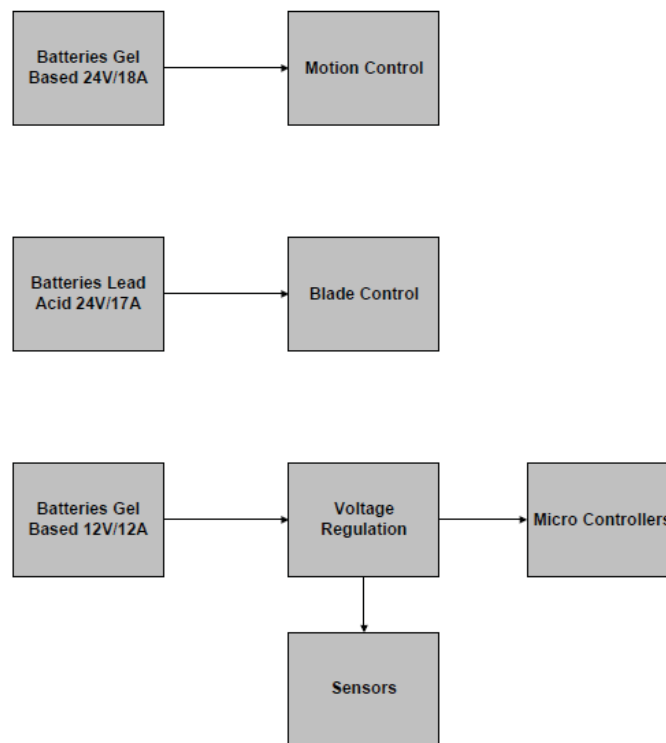 Batteries Gel
Based 24V/18A
Motion Control
Batteries Lead
Acid 24V/17A
Blade Control
Batteries Gel
Based 12V/12A
Voltage
Regulation
Micro Controllers
Sensors